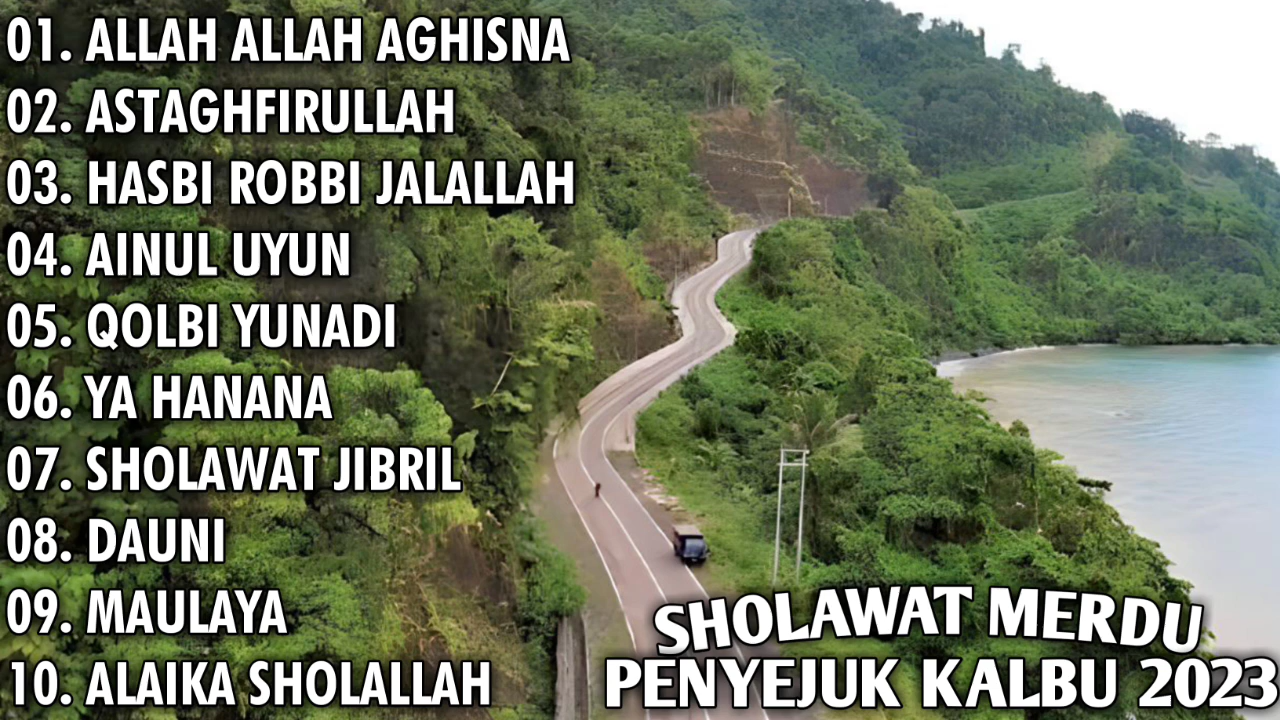 01. ALLAH ALLAH AGHISNA
02. ASTAGHFIRULLAH
03. HASBI ROBBI JALALLAH
04. AINUL UYUN
05. QOLBI YUNADI
06. YA HANANA
07. SHOLAWAT JIBRIL
08. DAUNI
09. MAULAYA
10. ALAIKA SHOLALLAH
SHOLAWAT MERDU
PENYEJUK KALBU 2023